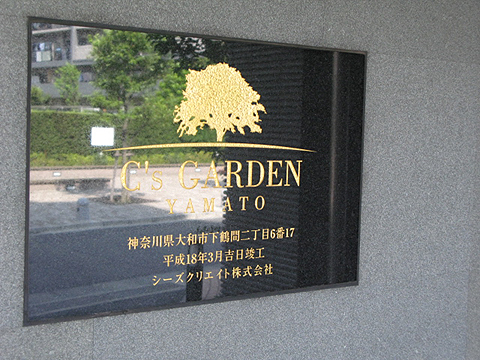 C's GARDEN
YAMATO
神奈川県大和市下鶴間二丁目6番17
平成18年3月吉日竣工
シーズクリエイト株式会社